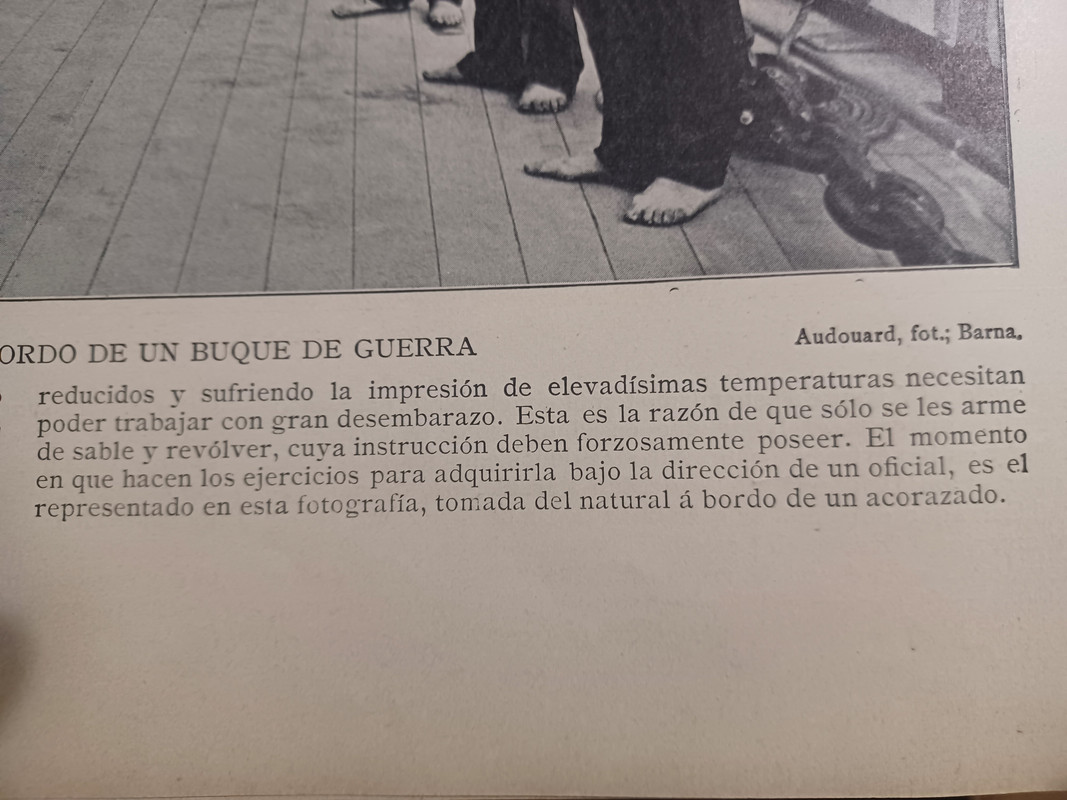 ORDO DE UN BUQUE DE GUERRA
Audouard, fot.; Barna.
reducidos y sufriendo la impresión de elevadísimas temperaturas necesitan
poder trabajar con gran desembarazo. Esta es la razón de que sólo se les arme
de sable y revólver, cuya instrucción deben forzosamente poseer. El momento
en que hacen los ejercicios para adquirirla bajo la dirección de un oficial, es el
representado en esta fotografía, tomada del natural á bordo de un acorazado.